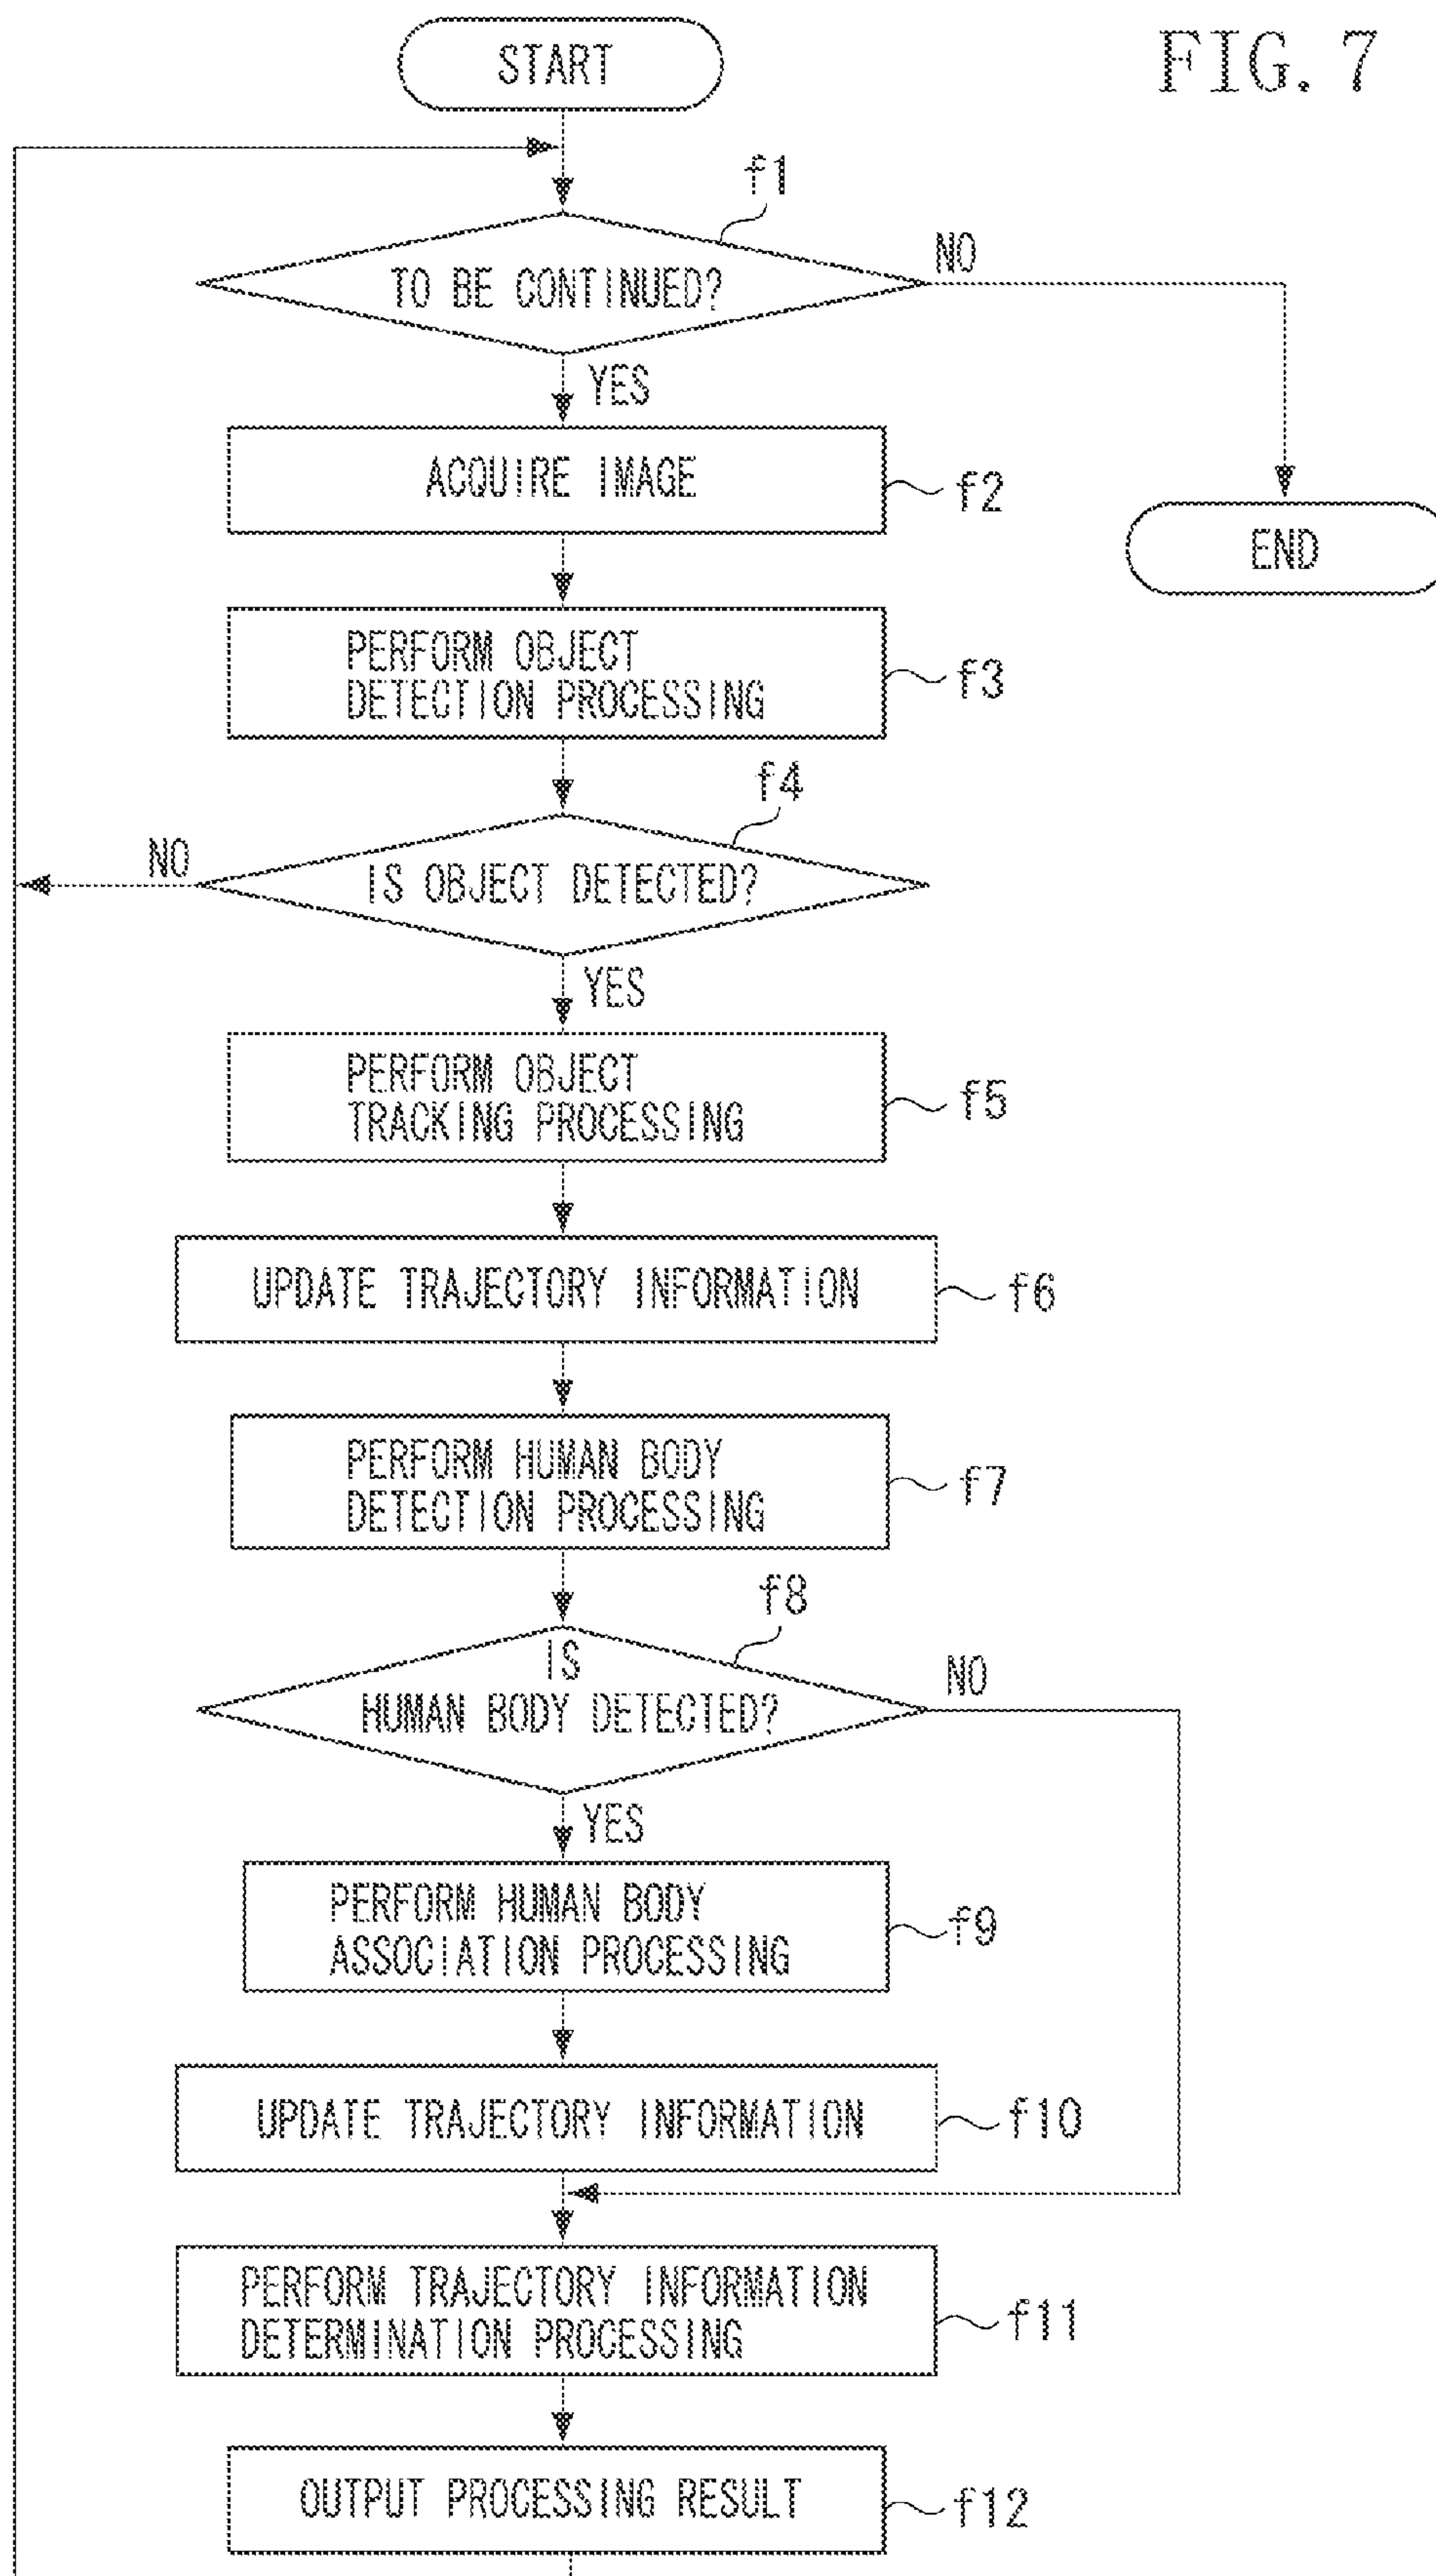 FIG. 7
START
f1
TO BE CONTINUED?
NO
YES
ACQUIRE IMAGE
f2
END
PERFORM OBJECT
DETECTION PROCESSING
f3
f4
NO
IS OBJECT DETECTED?
YES
PERFORM OBJECT
TRACKING PROCESSING
f5
UPDATE TRAJECTORY INFORMATION
f6
PERFORM HUMAN BODY
DETECTION PROCESSING
f7
f8
IS
HUMAN BODY DETECTED?
NO
YES
PERFORM HUMAN BODY
ASSOCIATION PROCESSING
f9
UPDATE TRAJECTORY INFORMATION
f10
PERFORM TRAJECTORY INFORMATION
DETERMINATION PROCESSING
f11
OUTPUT PROCESSING RESULT
f12